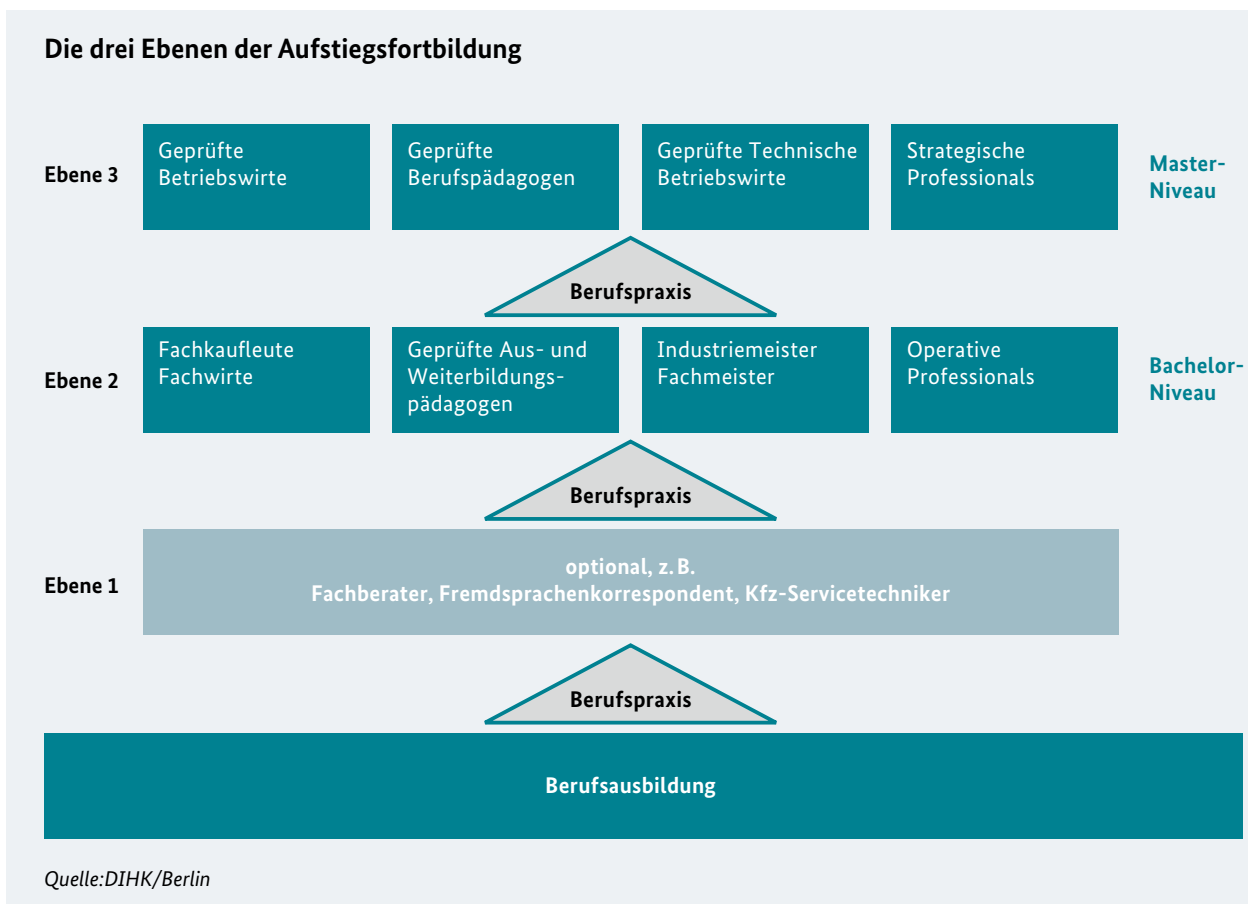 Die drei Ebenen der Aufstiegsfortbildung
Ebene 3
Geprüfte
Betriebswirte
Geprüfte
Berufspädagogen
Geprüfte Technische
Betriebswirte
Strategische
Professionals
Master-
Niveau
Berufspraxis
Ebene 2
Fachkaufleute
Fachwirte
Geprüfte Aus- und
Weiterbildungs-
pädagogen
Industriemeister
Fachmeister
Operative
Professionals
Bachelor-
Niveau
Berufspraxis
Ebene 1
optional, z. B.
Fachberater, Fremdsprachenkorrespondent, Kfz-Servicetechniker
Berufspraxis
Berufsausbildung
Quelle:DIHK/Berlin